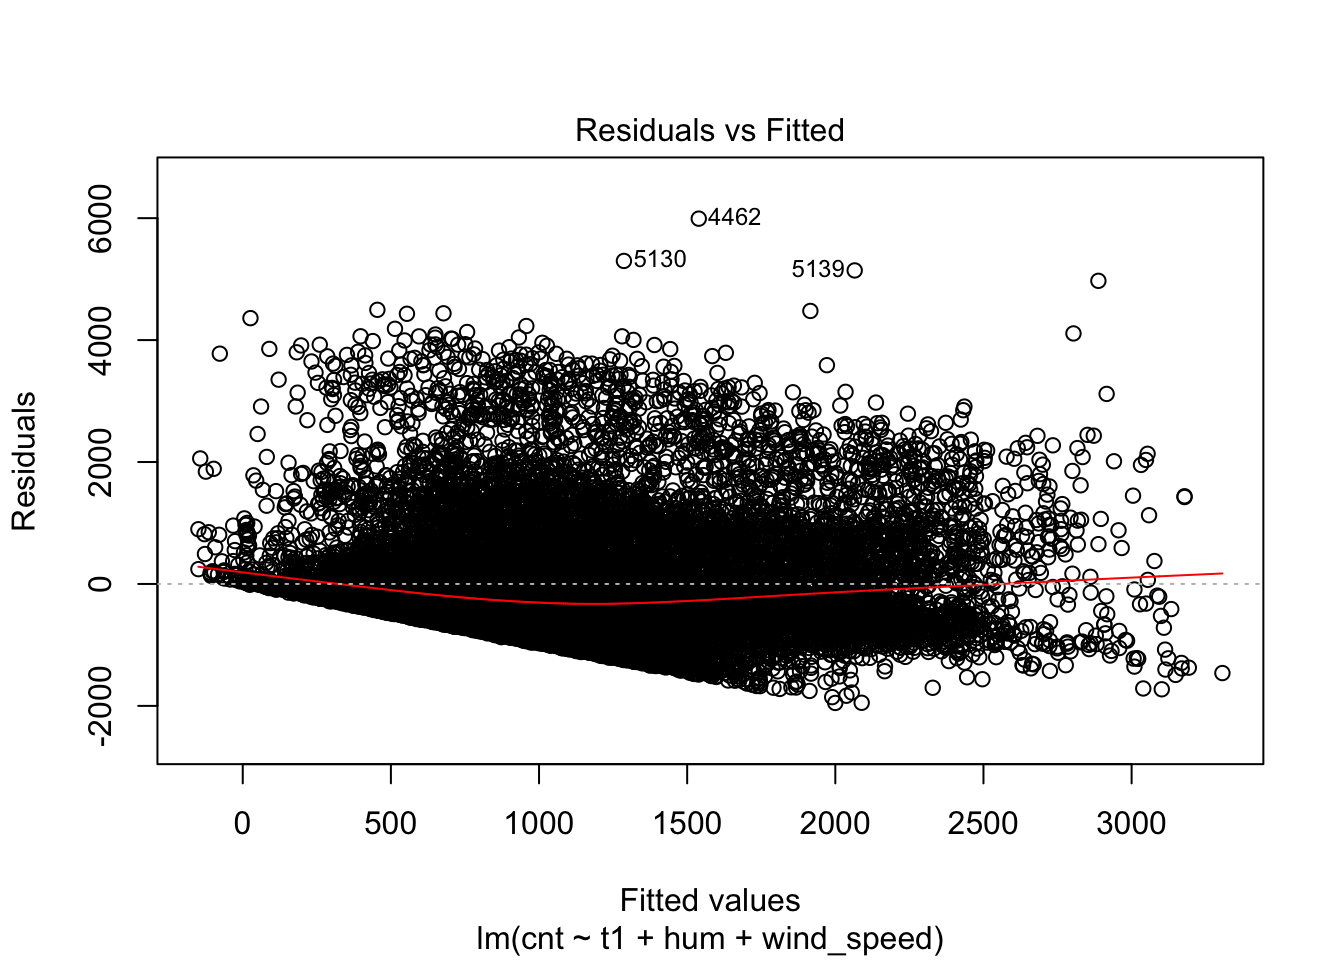 Residuals vs Fitted
Residuals
6000
4000
2000
0
-2000
4462
5130
5139
0 500 1000 1500 2000 2500 3000
Fitted values
lm(cnt ~ t1 + hum + wind_speed)